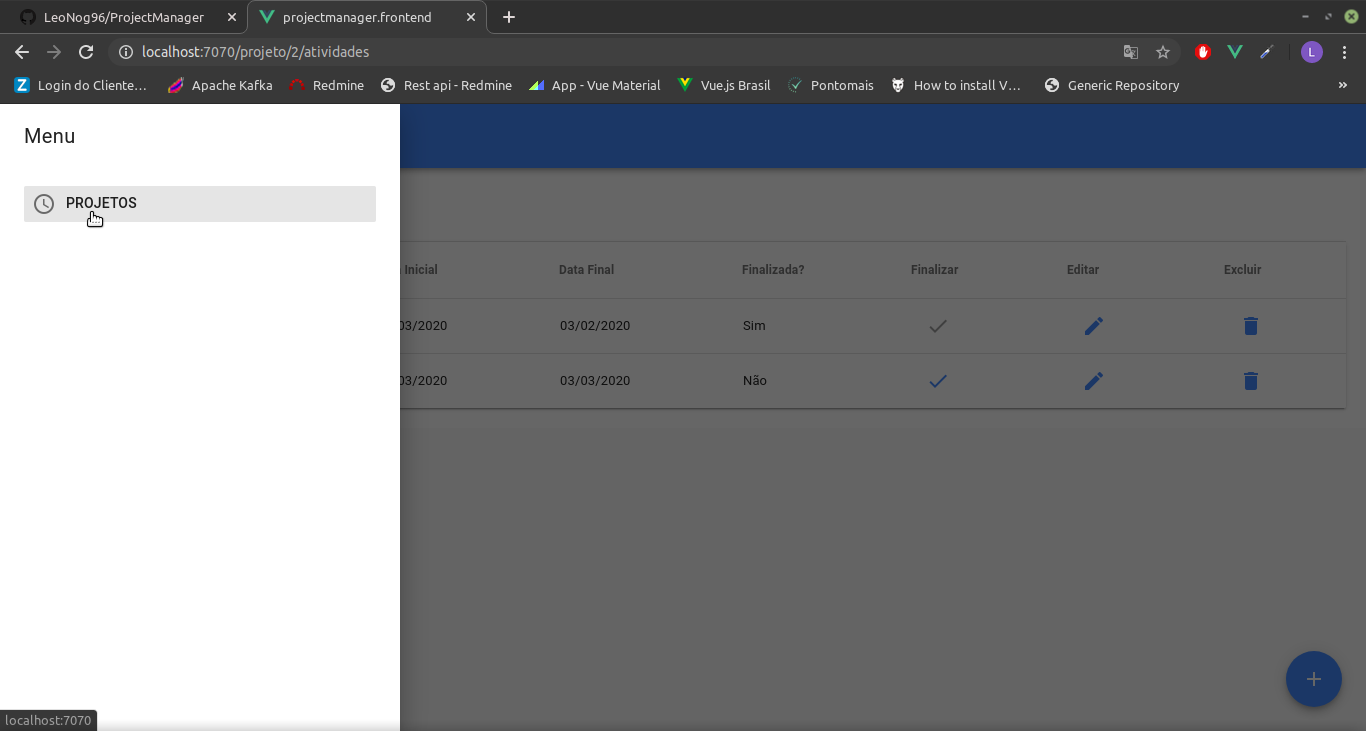 LeoNog96/ProjectManager
projectmanager.frontend
localhost:7070/projeto/2/atividades
L
Login do Cliente…
Apache Kafka
Redmine
Rest api - Redmine
App - Vue Material
Vue.js Brasil
Pontomais
How to install V…
Generic Repository
»
Menu
PROJETOS
Inicial Data Final Finalizada? Finalizar Editar Excluir
03/2020 03/02/2020 Sim
03/2020 03/03/2020 Não
localhost:7070